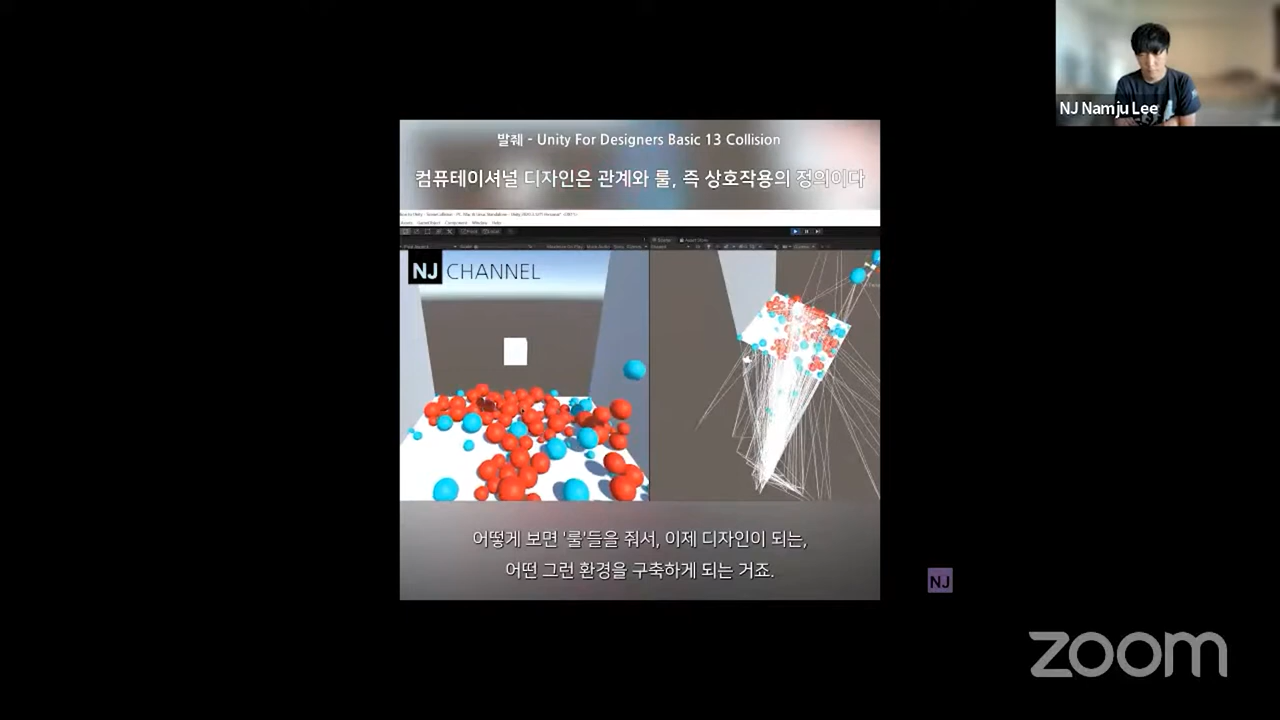 NJ Namju Lee
발췌 - Unity For Designers Basic 13 Collision
컴퓨테이셔널 디자인은 관계와 룰, 즉 상호작용의 정의이다
NJ CHANNEL
어떻게 보면 '룰'들을 줘서, 이제 디자인이 되는,
어떤 그런 환경을 구축하게 되는 거죠.
NJ
zoom